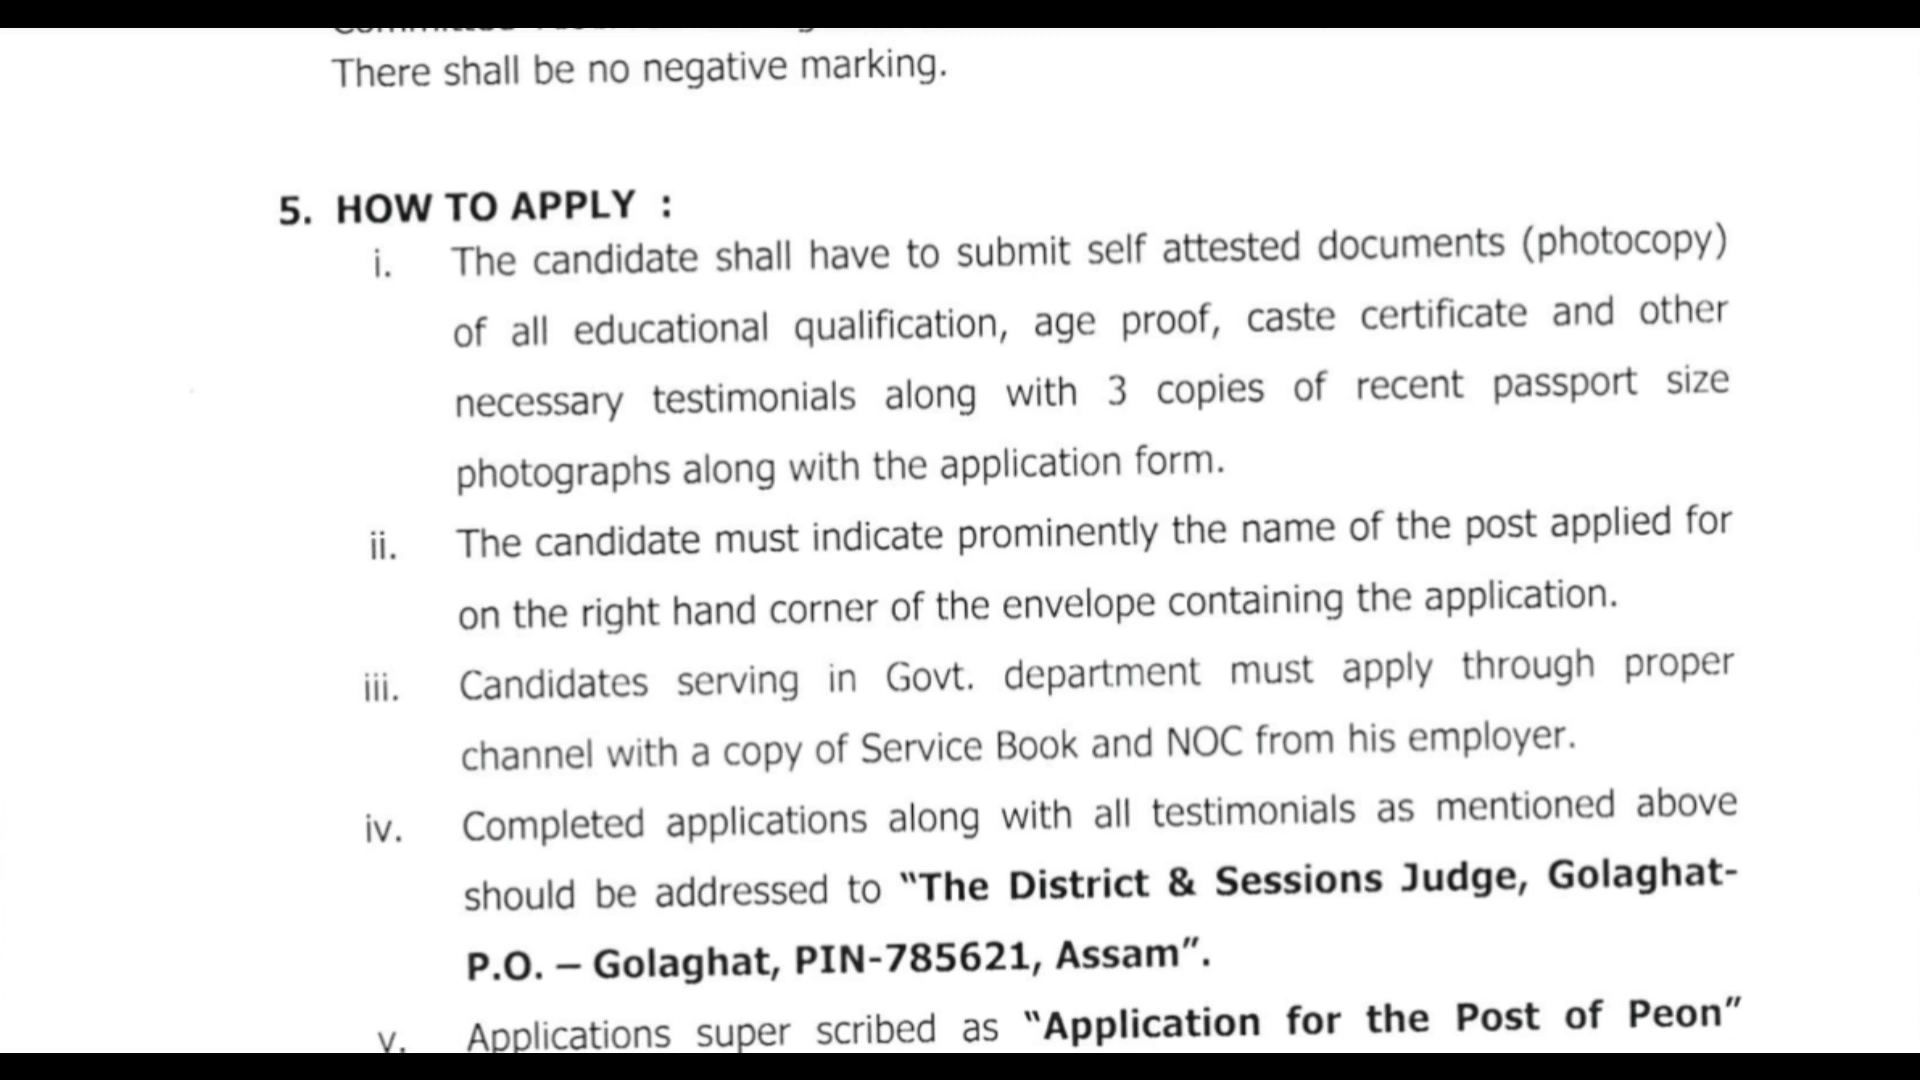 There shall be no negative marking.
5. HOW TO APPLY :
i. The candidate shall have to submit self attested documents (photocopy)
of all educational qualification, age proof, caste certificate and other
necessary testimonials along with 3 copies of recent passport size
photographs along with the application form.
ii. The candidate must indicate prominently the name of the post applied for
on the right hand corner of the envelope containing the application.
iii. Candidates serving in Govt. department must apply through proper
channel with a copy of Service Book and NOC from his employer.
iv. Completed applications along with all testimonials as mentioned above
should be addressed to “The District & Sessions Judge, Golaghat-
P.O. – Golaghat, PIN-785621, Assam”.
v. Applications super scribed as “Application for the Post of Peon”